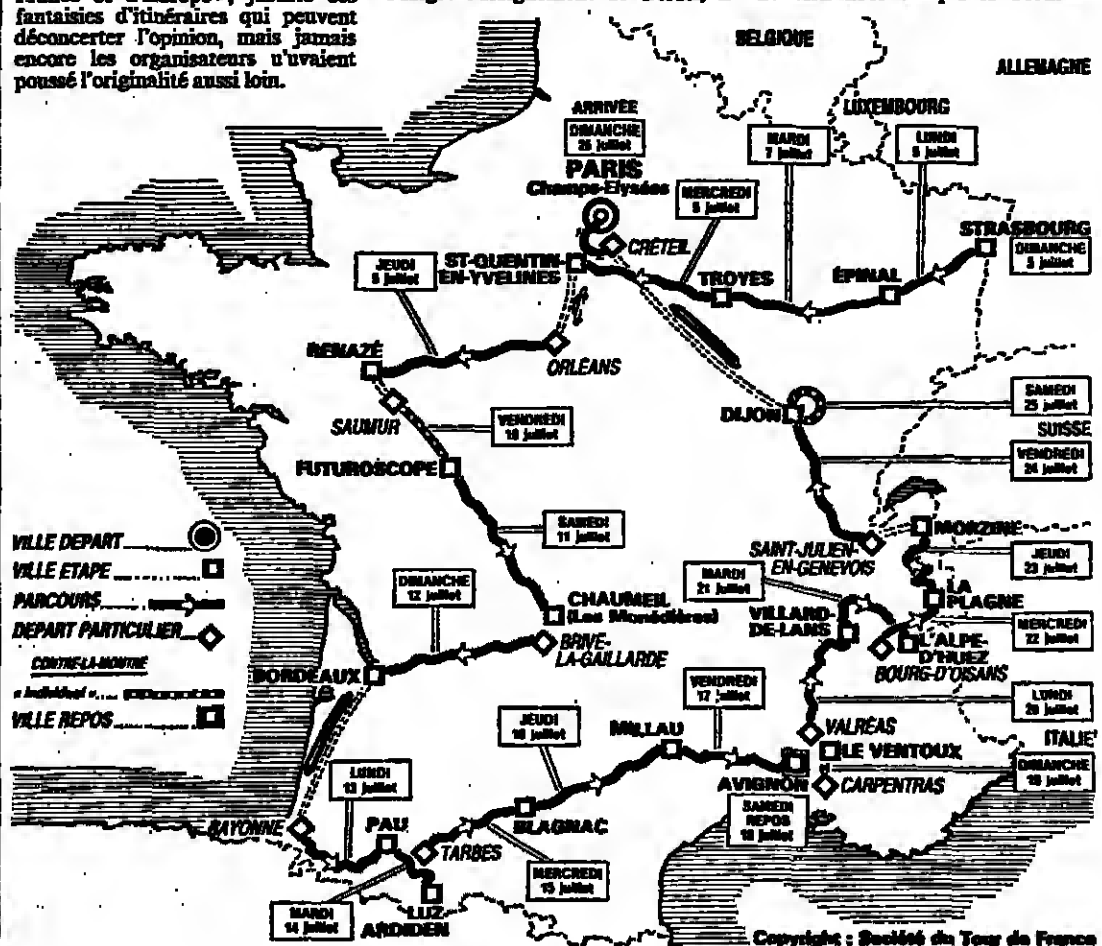 fantaisies d'itinéraires qui peuvent
déconcerter l'opinion, mais jamais
encore les organisateurs u'uvaient
poussé l'originalité aussi loin.
BELGIQUE
ALLEMAGNE
LUXEMBOURG
ARRIVÉE
DIMANCHE
26 juillet
PARIS
Champs-Elysées
MARDI
7 juillet
LUNDI
6 juillet
MERCREDI
8 juillet
CRÉTEIL
STRASBOURG
DIMANCHE
5 juillet
JEUDI
9 juillet
ST-QUENTIN-
EN-YVELINES
TROYES
ÉPINAL
RENAZÉ
ORLÉANS
SAUMUR
VENDREDI
10 juillet
FUTUROSCOPE
DIJON
SAMEDI
25 juillet
SUISSE
VENDREDI
24 juillet
SAMEDI
11 juillet
VILLE DEPART
VILLE ETAPE
PARCOURS
DEPART PARTICULIER
CONTRE-LA-MONTRE
« individuel »
VILLE REPOS
DIMANCHE
12 juillet
CHAUMEIL
(Les Monédières)
BRIVE-
LA-GAILLARDE
BORDEAUX
SAINT-JULIEN-
EN-GENEVOIS
MORZINE
JEUDI
23 juillet
MARDI
21 juillet
LA
PLAGNE
VILLARD-
DE-LANS
MERCREDI
22 juillet
L'ALPE-
D'HUEZ
BOURG-D'OISANS
LUNDI
20 juillet
VENDREDI
17 juillet
JEUDI
16 juillet
MILLAU
VALRÉAS
LE VENTOUX
ITALIE
DIMANCHE
19 juillet
AVIGNON
CARPENTRAS
SAMEDI
REPOS
18 juillet
LUNDI
13 juillet
BAYONNE
PAU
BLAGNAC
TARBES
MERCREDI
15 juillet
MARDI
14 juillet
LUZ
ARDIDEN
Copyright : Société du Tour de France